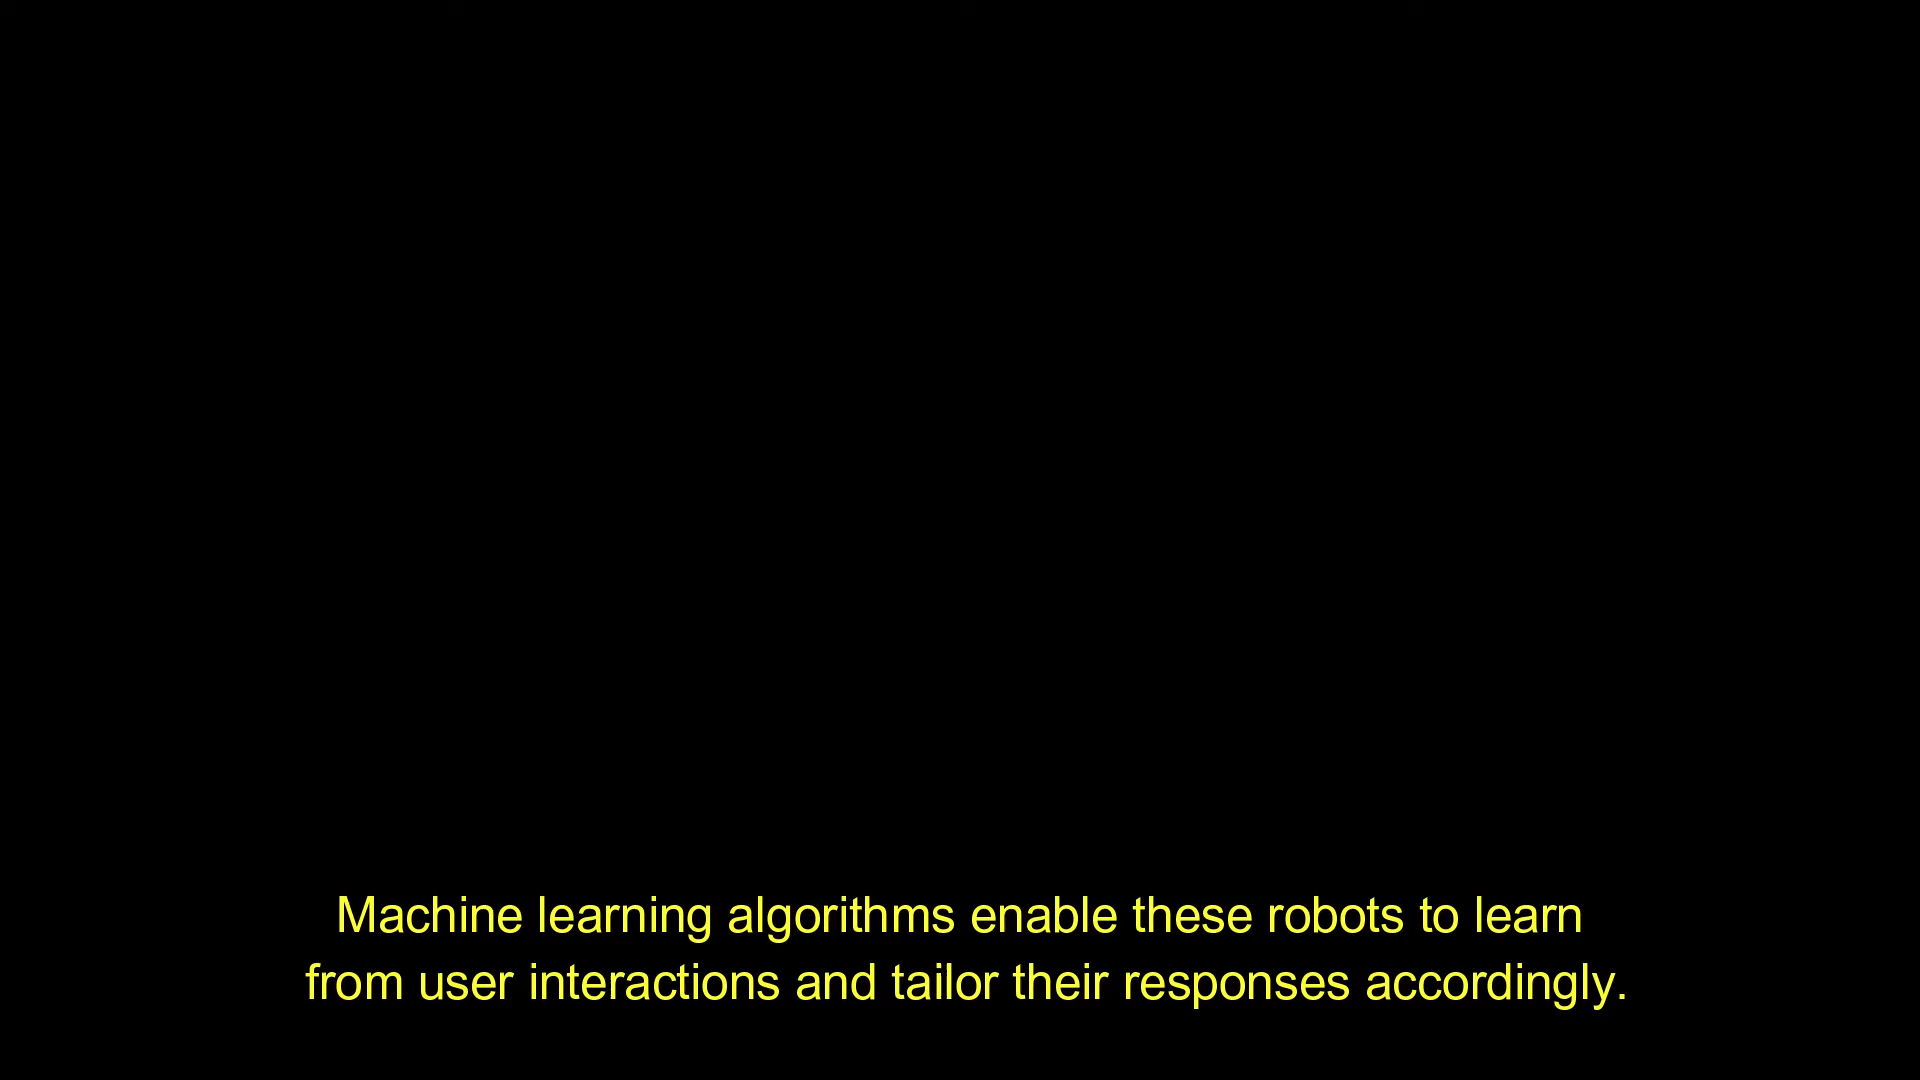 Machine learning algorithms enable these robots to learn
from user interactions and tailor their responses accordingly.